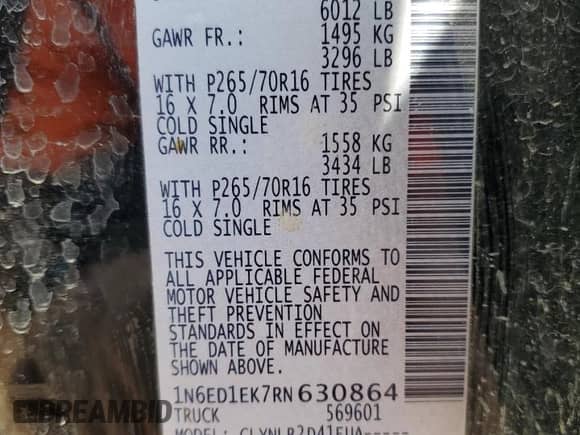 6012 LB
GAWR FR.: 1495 KG
3296 LB
WITH P265/70R16 TIRES
16 X 7.0 RIMS AT 35 PSI
COLD SINGLE
GAWR RR.: 1558 KG
3434 LB
WITH P265/70R16 TIRES
16 X 7.0 RIMS AT 35 PSI
COLD SINGLE
THIS VEHICLE CONFORMS TO
ALL APPLICABLE FEDERAL
MOTOR VEHICLE SAFETY AND
THEFT PREVENTION
STANDARDS IN EFFECT ON
THE DATE OF MANUFACTURE
SHOWN ABOVE.
1N6ED1EK7RN630864
TRUCK 569601
MODEL:
AutoBidCar